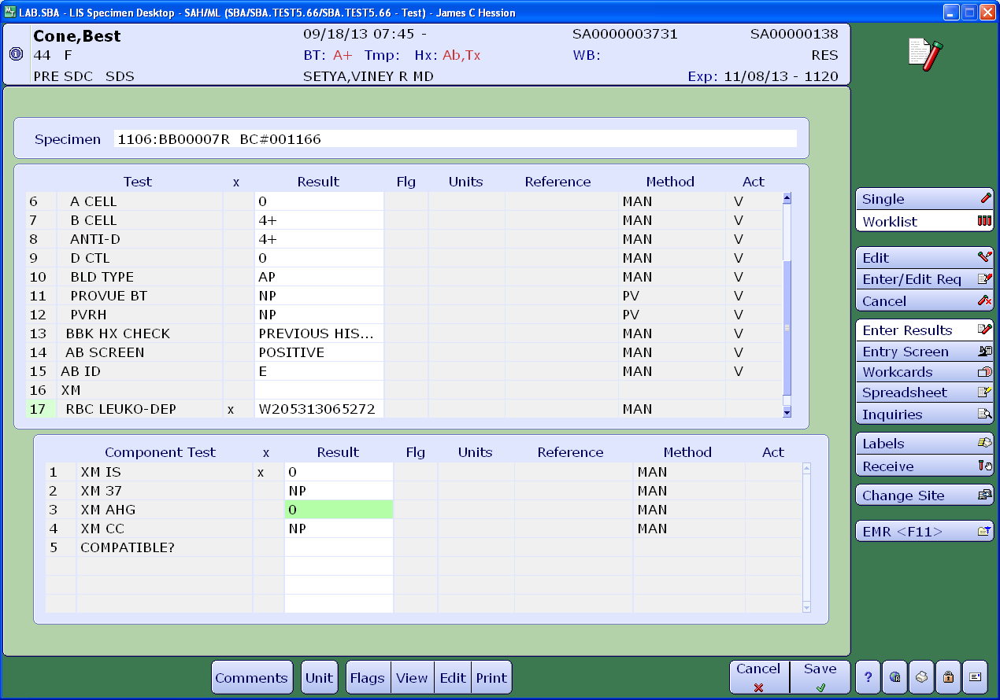 LAB.SBA - LIS Specimen Desktop - SAH/ML (SBA/SBA.TEST5.66/SBA.TEST5.66 - Test) - James C Hession
Cone,Best 09/18/13 07:45 - SA0000003731 SA00000138
44 F BT: A+ Tmp: Hx: Ab,Tx WB: RES
PRE SDC SDS SETYA,VINEY R MD Exp: 11/08/13 - 1120
Specimen 1106:BB00007R BC#001166
Test x Result Flg Units Reference Method Act
6 A CELL 0 MAN V
7 B CELL 4+ MAN V
8 ANTI-D 4+ MAN V
9 D CTL 0 MAN V
10 BLD TYPE AP MAN V
11 PROVUE BT NP PV V
12 PVRH NP PV V
13 BBK HX CHECK PREVIOUS HIS... MAN V
14 AB SCREEN POSITIVE MAN V
15 AB ID E MAN V
16 XM
17 RBC LEUKO-DEP x W205313065272 MAN
Component Test x Result Flg Units Reference Method Act
1 XM IS x 0 MAN
2 XM 37 NP MAN
3 XM AHG 0 MAN
4 XM CC NP MAN
5 COMPATIBLE?
Single
Worklist
Edit
Enter/Edit Req
Cancel
Enter Results
Entry Screen
Workcards
Spreadsheet
Inquiries
Labels
Receive
Change Site
EMR <F11>
Comments Unit Flags View Edit Print Cancel Save ?